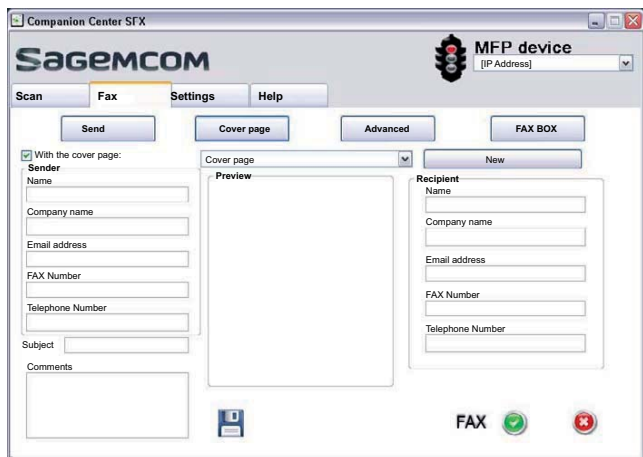 Companion Center SFX
SAGEMCOM
MFP device
[IP Address]
Scan Fax Settings Help
Send Cover page Advanced FAX BOX
With the cover page: Cover page New
Sender
Name
Company name
Email address
FAX Number
Telephone Number
Subject
Comments
Preview
Recipient
Name
Company name
Email address
FAX Number
Telephone Number
FAX